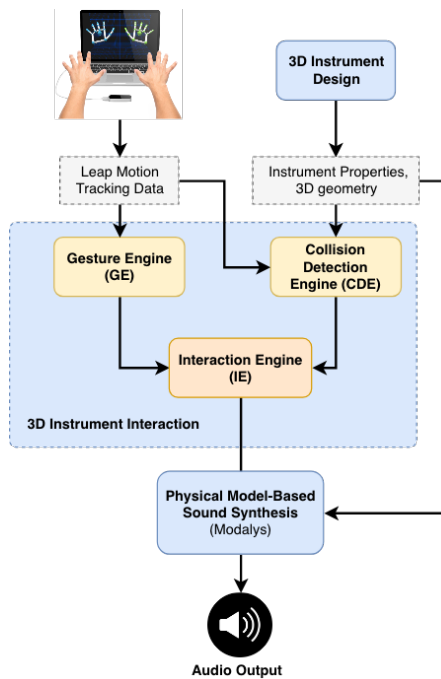 3D Instrument
Design
Leap Motion
Tracking Data
Instrument Properties,
3D geometry
Gesture Engine
(GE)
Collision
Detection
Engine (CDE)
Interaction Engine
(IE)
3D Instrument Interaction
Physical Model-Based
Sound Synthesis
(Modalys)
Audio Output